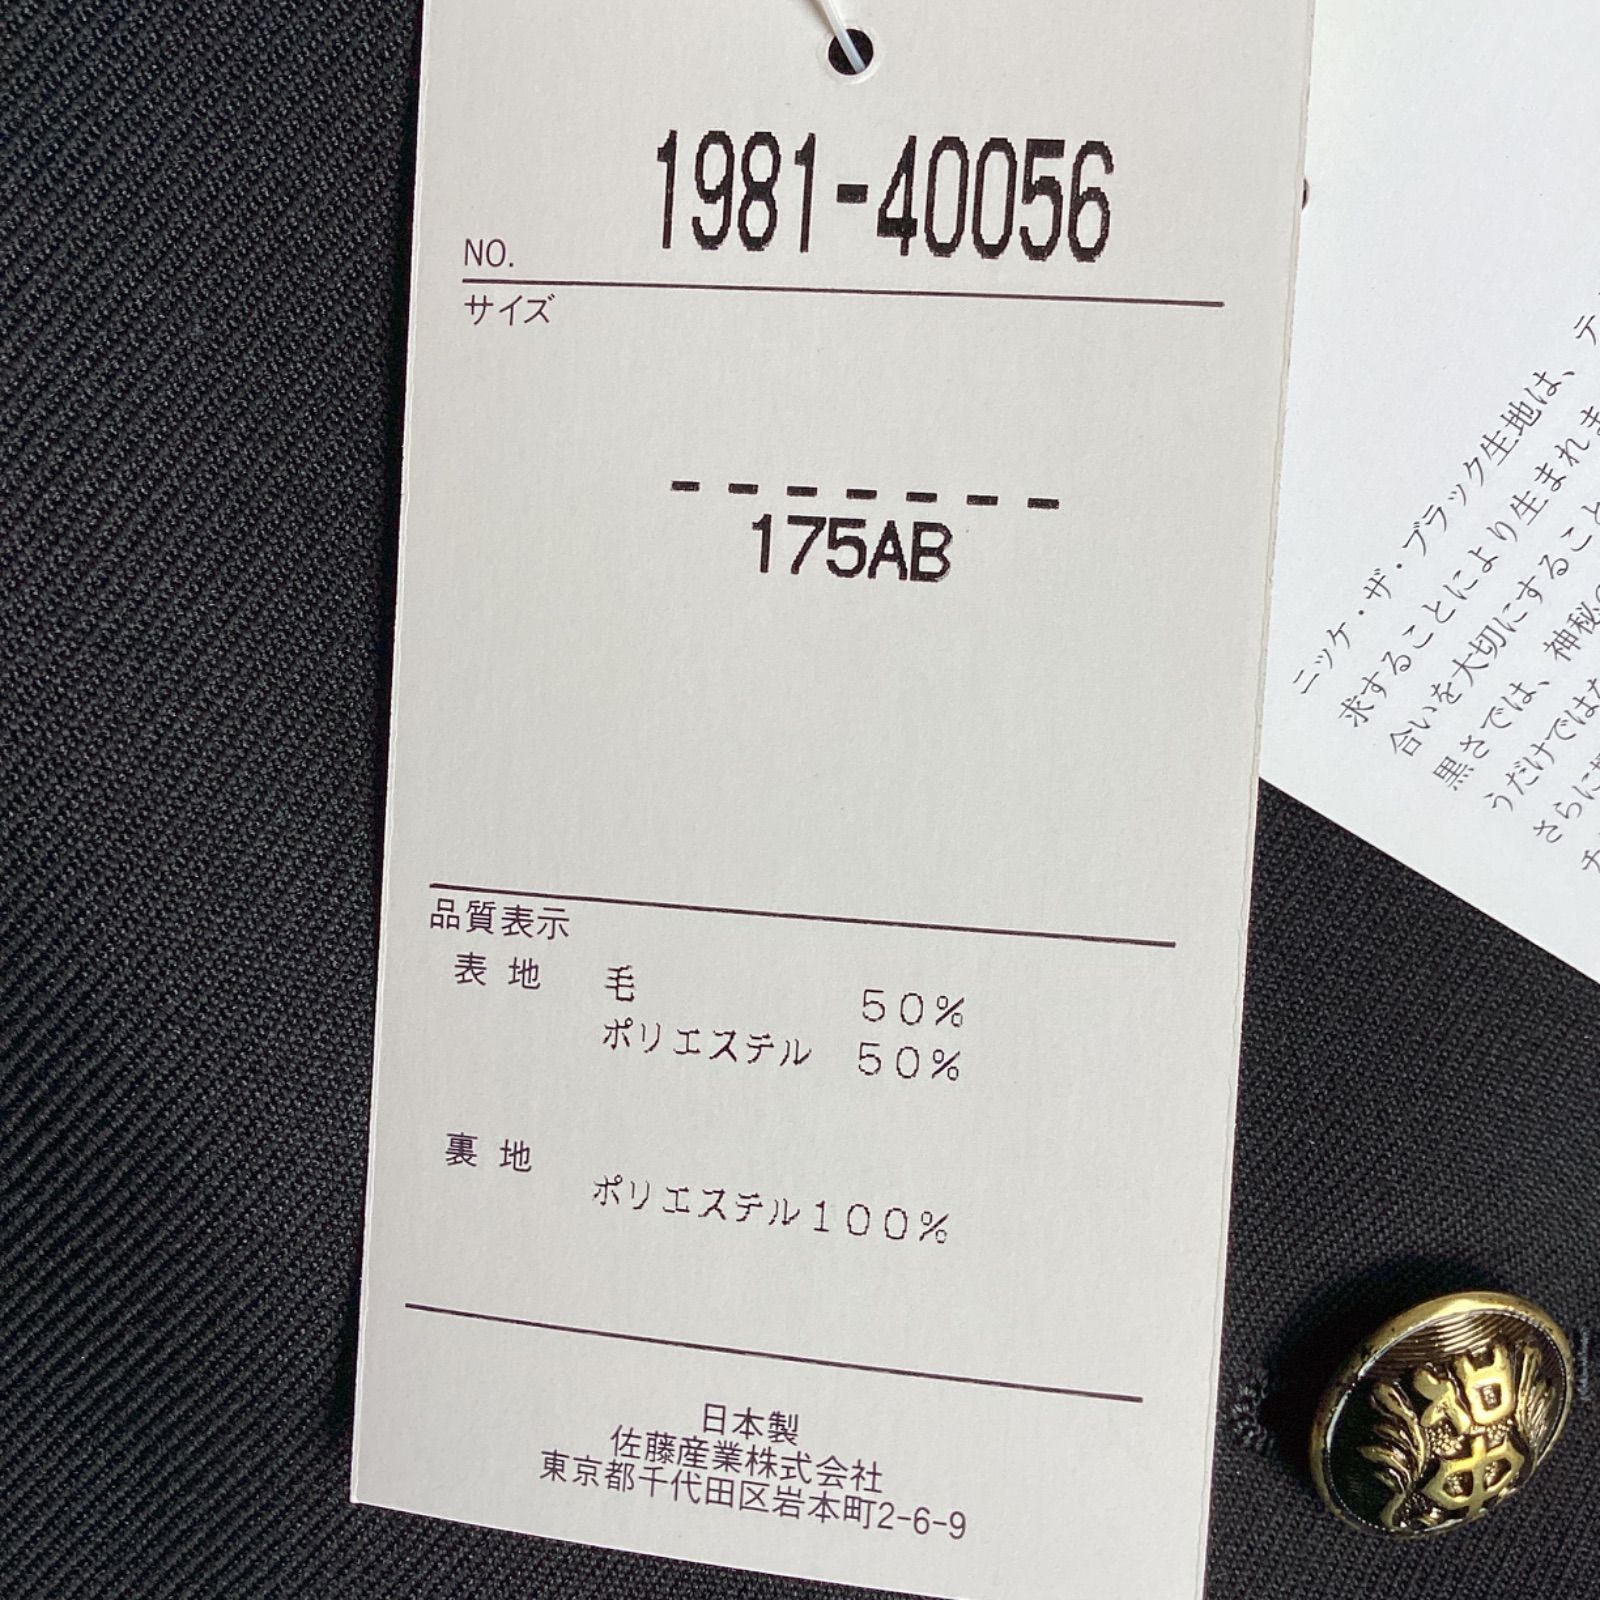 1981-40056
NO.
サイズ
-------
175AB
品質表示
表地 毛 50%
ポリエステル 50%
裏地
ポリエステル100%
日本製
佐藤産業株式会社
東京都千代田区岩本町2-6-9
ニッケ・ザ・ブラック生地は、テ
求することにより生まれま
合いを大切にすること
黒さでは、神秘の
うだけではな
さらに
チ